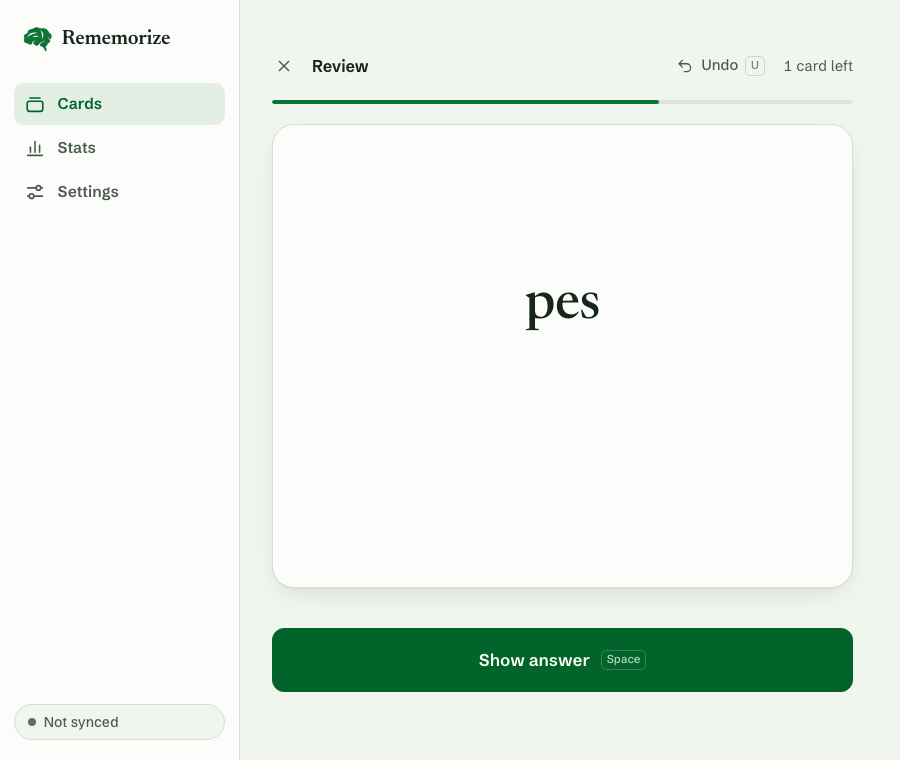 Rememorize
Cards
Stats
Settings
Not synced
Review
Undo U
1 card left
pes
Show answer Space